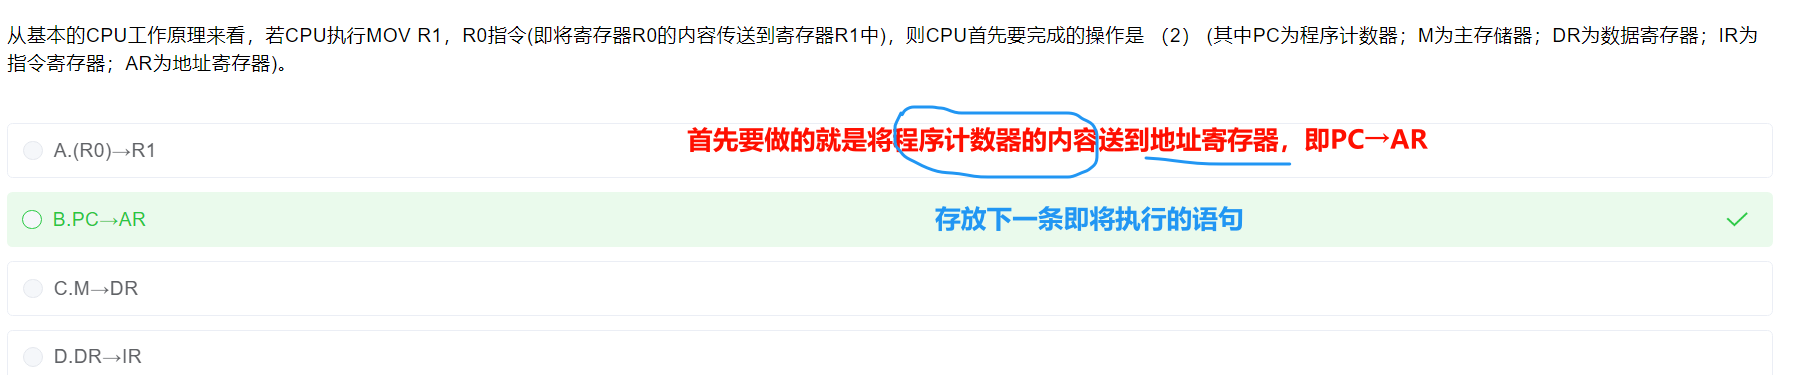 从基本的CPU工作原理来看，若CPU执行MOV R1，R0指令(即将寄存器R0的内容传送到寄存器R1中)，则CPU首先要完成的操作是 （2） (其中PC为程序计数器；M为主存储器；DR为数据寄存器；IR为
指令寄存器；AR为地址寄存器)。
首先要做的就是将程序计数器的内容送到地址寄存器，即PC→AR
A.(R0)→R1
B.PC→AR
存放下一条即将执行的语句
C.M→DR
D.DR→IR